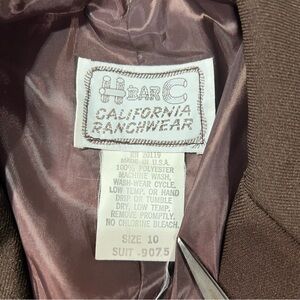 H BAR C
CALIFORNIA
RANCHWEAR
RN 20119
MADE IN U.S.A.
100% POLYESTER
MACHINE WASH,
WASH-WEAR CYCLE,
LOW TEMP, OR HAND
DRIP OR TUMBLE
DRY, LOW TEMP,
REMOVE PROMPTLY.
NO CHLORINE BLEACH.
SIZE 10
SUIT -9075